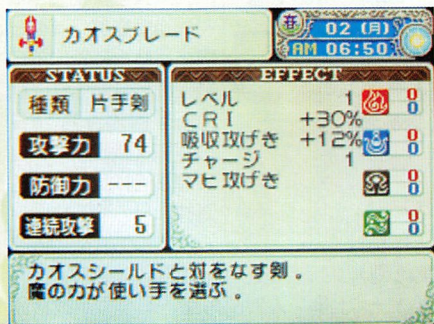 カオスブレード
春 02 (月)
AM 06:50
STATUS
種類 片手剣
攻撃力 74
防御力 ---
連続攻撃 5
EFFECT
レベル 1
CRI +30%
吸収攻げき +12%
チャージ 1
マヒ攻げき
0
0
0
0
0
0
0
0
カオスシールドと対をなす剣。
魔の力が使い手を選ぶ。